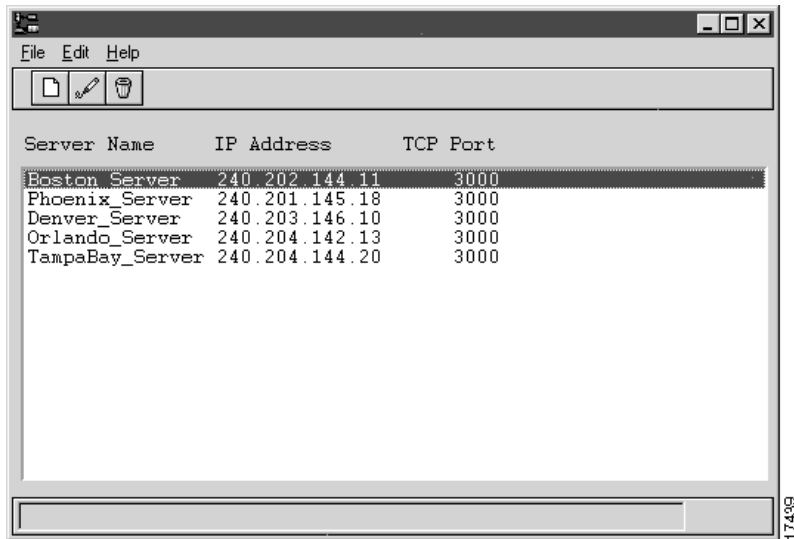 File Edit Help
Server Name IP Address TCP Port
Boston_Server 240.202.144.11 3000
Phoenix_Server 240.201.145.18 3000
Denver_Server 240.203.146.10 3000
Orlando_Server 240.204.142.13 3000
TampaBay_Server 240.204.144.20 3000
17439